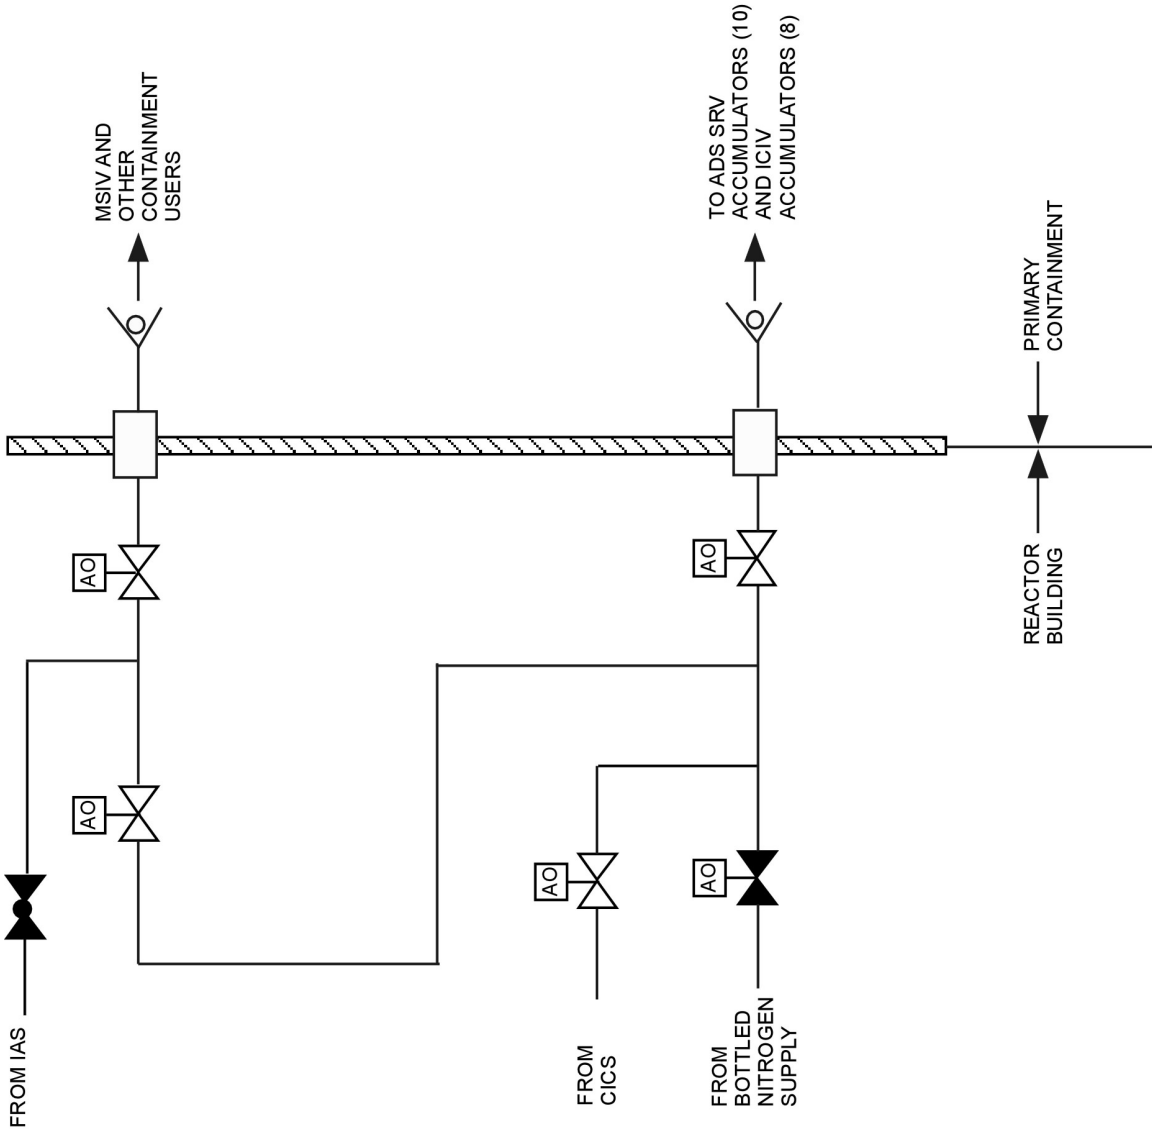 FROM IAS
AO
AO
MSIV AND
OTHER
CONTAINMENT
USERS
FROM
CICS
AO
FROM
BOTTLED
NITROGEN
SUPPLY
AO
AO
TO ADS SRV
ACCUMULATORS (10)
AND ICIV
ACCUMULATORS (8)
REACTOR
BUILDING
PRIMARY
CONTAINMENT